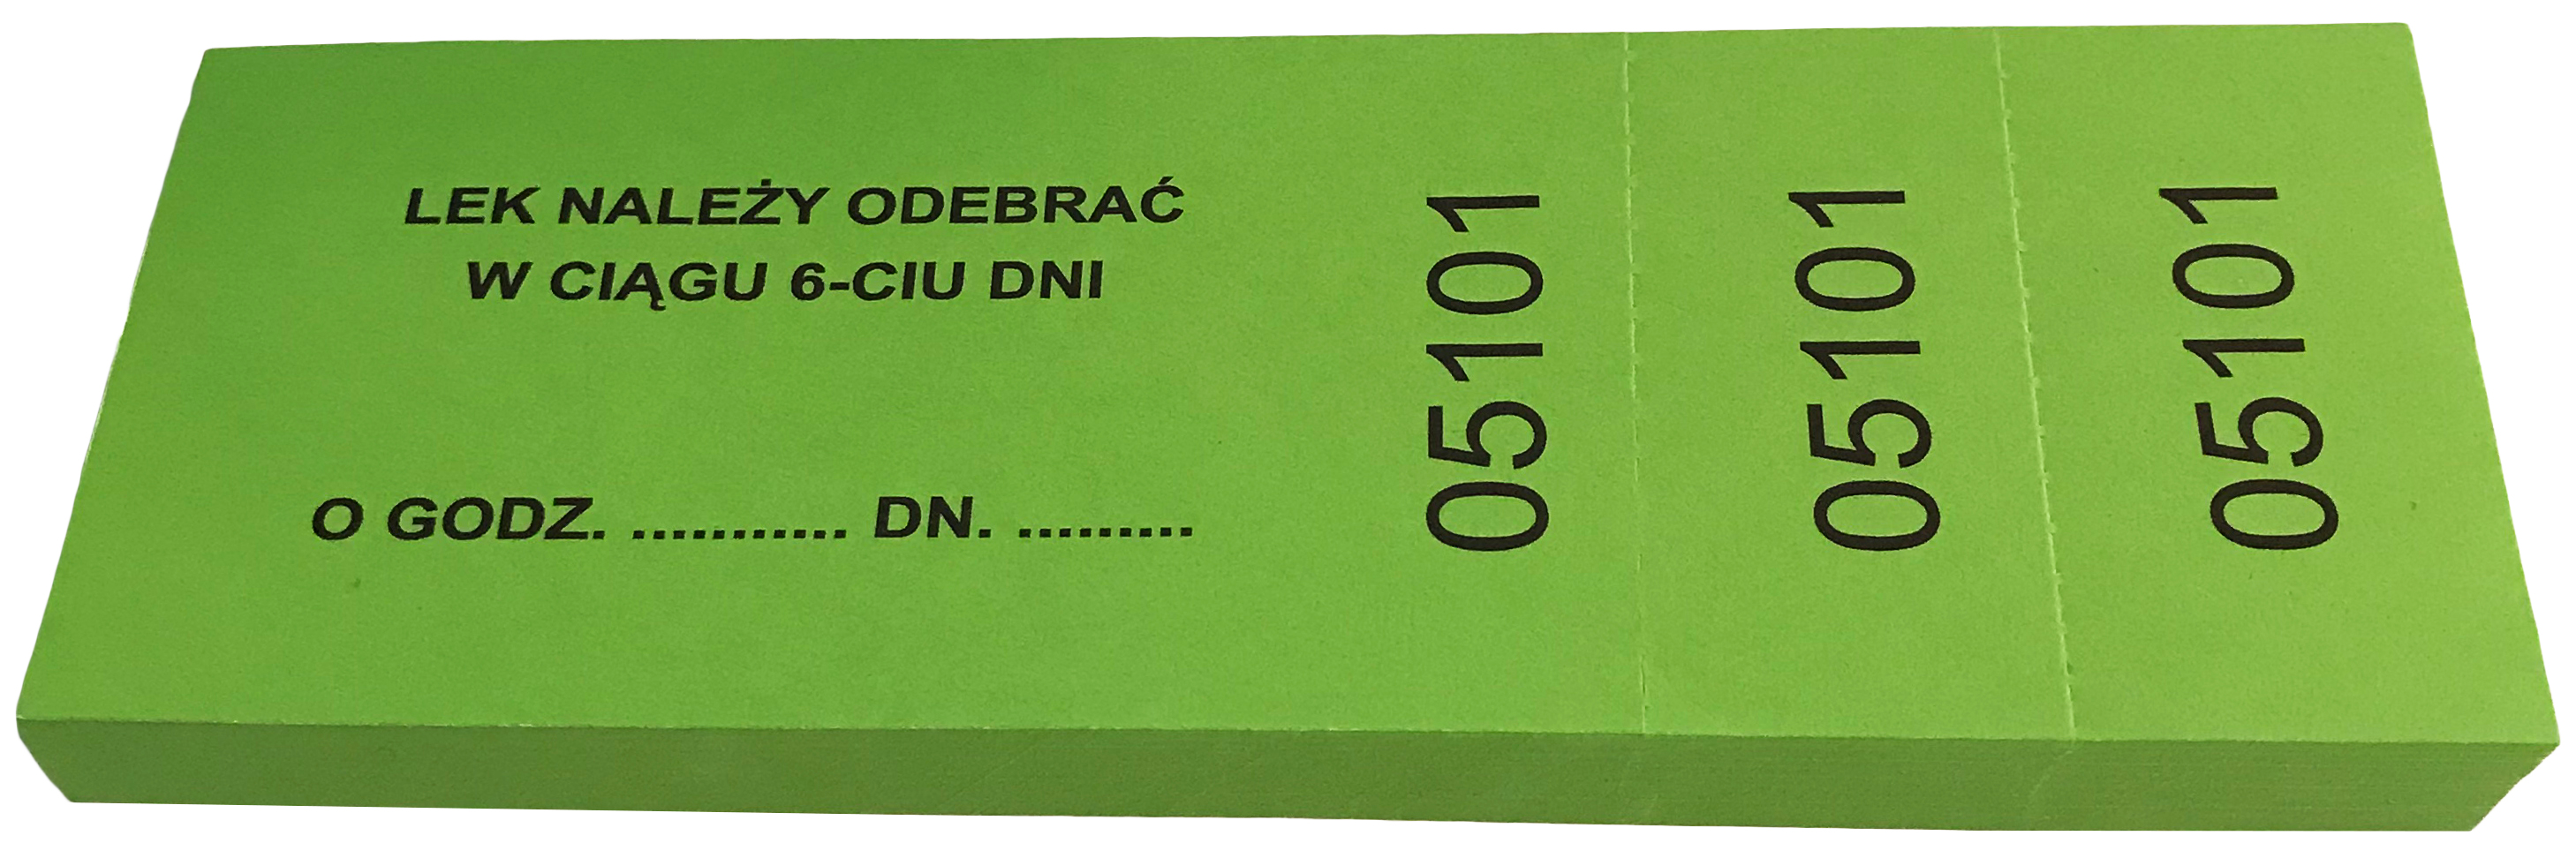 LEK NALEŻY ODEBRAĆ
W CIĄGU 6-CIU DNI
O GODZ. ........... DN. .........
05101
05101
05101